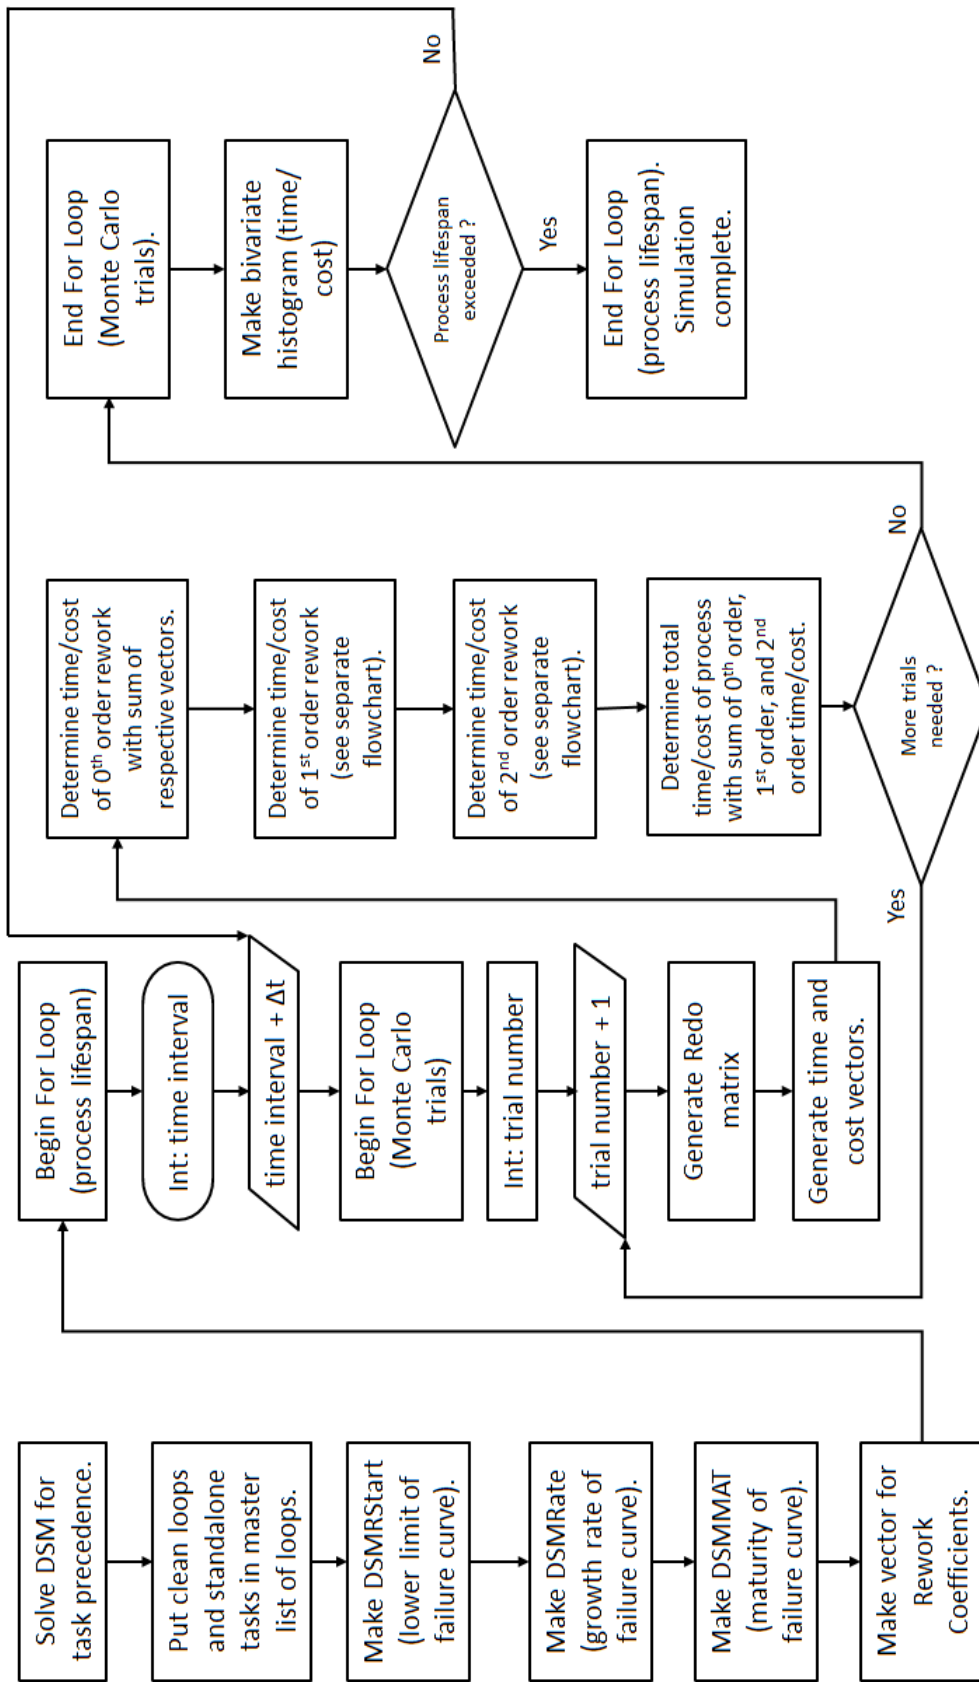 Solve DSM for
task precedence.
Put clean loops
and standalone
tasks in master
list of loops.
Make DSMRStart
(lower limit of
failure curve).
Make DSMRate
(growth rate of
failure curve).
Make DSMMAT
(maturity of
failure curve).
Make vector for
Rework
Coefficients.
Begin For Loop
(process lifespan)
Int: time interval
time interval + Δt
Begin For Loop
(Monte Carlo
trials)
Int: trial number
trial number + 1
Generate Redo
matrix
Generate time and
cost vectors.
Determine time/cost
of 0th order rework
with sum of
respective vectors.
Determine time/cost
of 1st order rework
(see separate
flowchart).
Determine time/cost
of 2nd order rework
(see separate
flowchart).
Determine total
time/cost of process
with sum of 0th order,
1st order, and 2nd
order time/cost.
More trials
needed ?
Yes
No
End For Loop
(Monte Carlo
trials).
Make bivariate
histogram (time/
cost)
Process lifespan
exceeded ?
No
Yes
End For Loop
(process lifespan).
Simulation
complete.